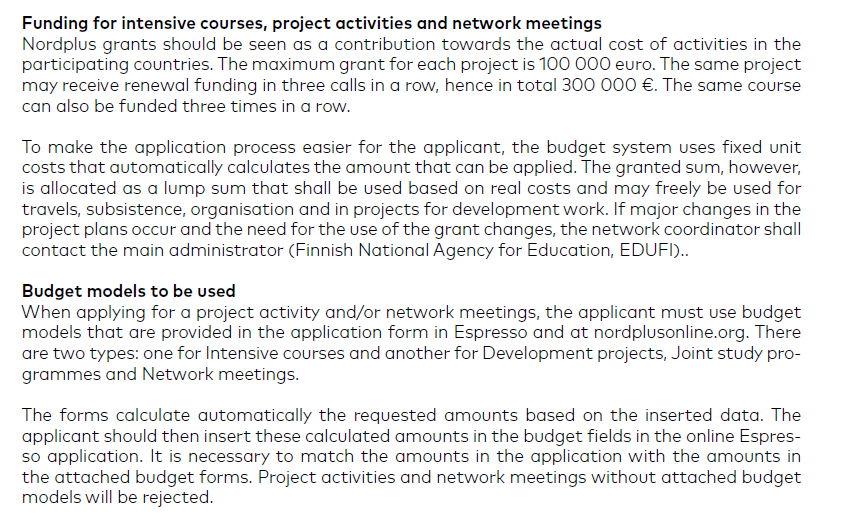 Funding for intensive courses, project activities and network meetings
Nordplus grants should be seen as a contribution towards the actual cost of activities in the
participating countries. The maximum grant for each project is 100 000 euro. The same project
may receive renewal funding in three calls in a row, hence in total 300 000 €. The same course
can also be funded three times in a row.
To make the application process easier for the applicant, the budget system uses fixed unit
costs that automatically calculates the amount that can be applied. The granted sum, however,
is allocated as a lump sum that shall be used based on real costs and may freely be used for
travels, subsistence, organisation and in projects for development work. If major changes in the
project plans occur and the need for the use of the grant changes, the network coordinator shall
contact the main administrator (Finnish National Agency for Education, EDUFI)..
Budget models to be used
When applying for a project activity and/or network meetings, the applicant must use budget
models that are provided in the application form in Espresso and at nordplusonline.org. There
are two types: one for Intensive courses and another for Development projects, Joint study pro-
grammes and Network meetings.
The forms calculate automatically the requested amounts based on the inserted data. The
applicant should then insert these calculated amounts in the budget fields in the online Espres-
so application. It is necessary to match the amounts in the application with the amounts in
the attached budget forms. Project activities and network meetings without attached budget
models will be rejected.